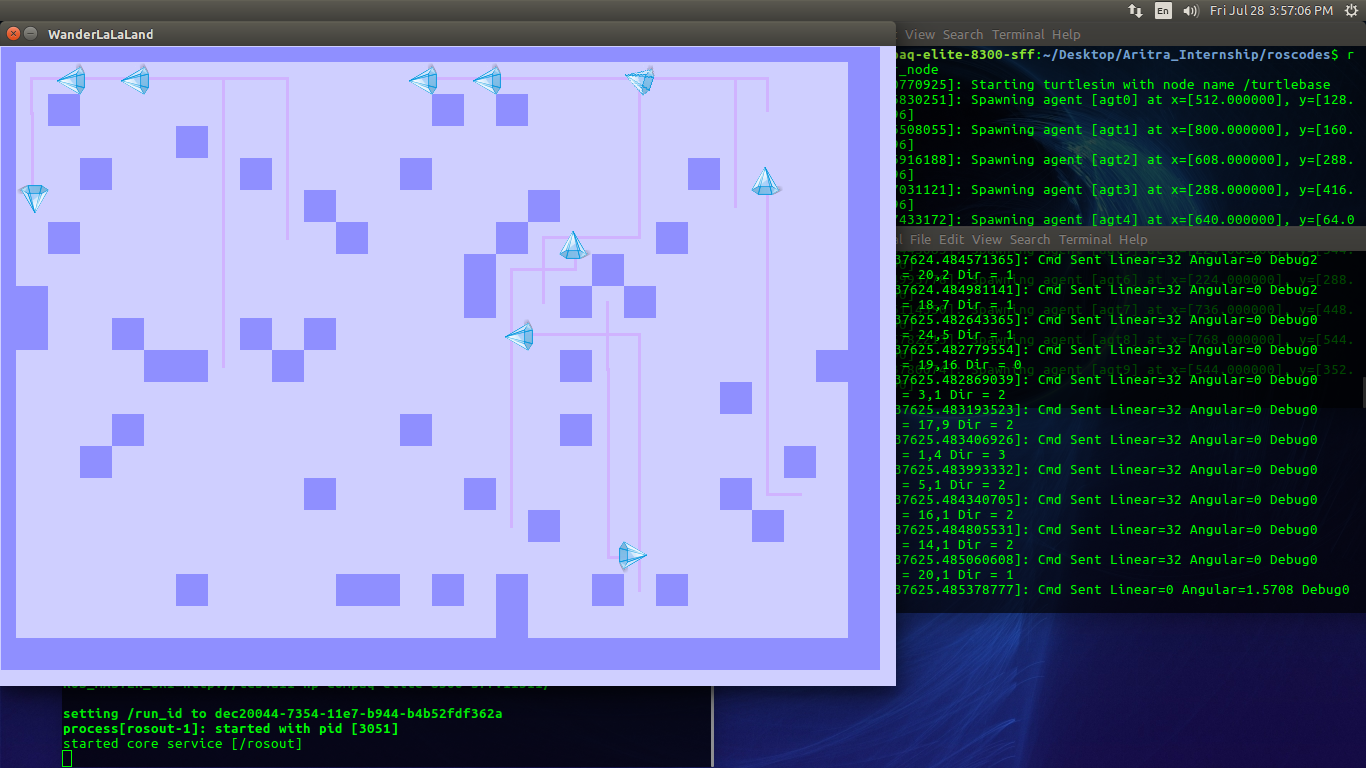 En
Fri Jul 28 3:57:06 PM
WanderLaLaLand
View Search Terminal Help
paq-elite-8300-sff:~/Desktop/Aritra_Internship/roscodes$ r
_node
0770925]: Starting turtlesim with node name /turtlebase
6830251]: Spawning agent [agt0] at x=[512.000000], y=[128.
96]
5508055]: Spawning agent [agt1] at x=[800.000000], y=[160.
96]
5916188]: Spawning agent [agt2] at x=[608.000000], y=[288.
96]
7031121]: Spawning agent [agt3] at x=[288.000000], y=[416.
96]
7433172]: Spawning agent [agt4] at x=[640.000000], y=[64.0
al File Edit View Search Terminal Help
37624.484571365]: Cmd Sent Linear=32 Angular=0 Debug2
= 20,2 Dir = 1
37624.484981141]: Cmd Sent Linear=32 Angular=0 Debug2
= 18,7 Dir = 1
37625.482643365]: Cmd Sent Linear=32 Angular=0 Debug0
= 24,5 Dir = 1
37625.482779554]: Cmd Sent Linear=32 Angular=0 Debug0
= 19,16 Dir = 0
37625.482869039]: Cmd Sent Linear=32 Angular=0 Debug0
= 3,1 Dir = 2
37625.483193523]: Cmd Sent Linear=32 Angular=0 Debug0
= 17,9 Dir = 2
37625.483406926]: Cmd Sent Linear=32 Angular=0 Debug0
= 1,4 Dir = 3
37625.483993332]: Cmd Sent Linear=32 Angular=0 Debug0
= 5,1 Dir = 2
37625.484340705]: Cmd Sent Linear=32 Angular=0 Debug0
= 16,1 Dir = 2
37625.484805531]: Cmd Sent Linear=32 Angular=0 Debug0
= 14,1 Dir = 2
37625.485060608]: Cmd Sent Linear=32 Angular=0 Debug0
= 20,1 Dir = 1
37625.485378777]: Cmd Sent Linear=0 Angular=1.5708 Debug0
setting /run_id to dec20044-7354-11e7-b944-b4b52fdf362a
process[rosout-1]: started with pid [3051]
started core service [/rosout]